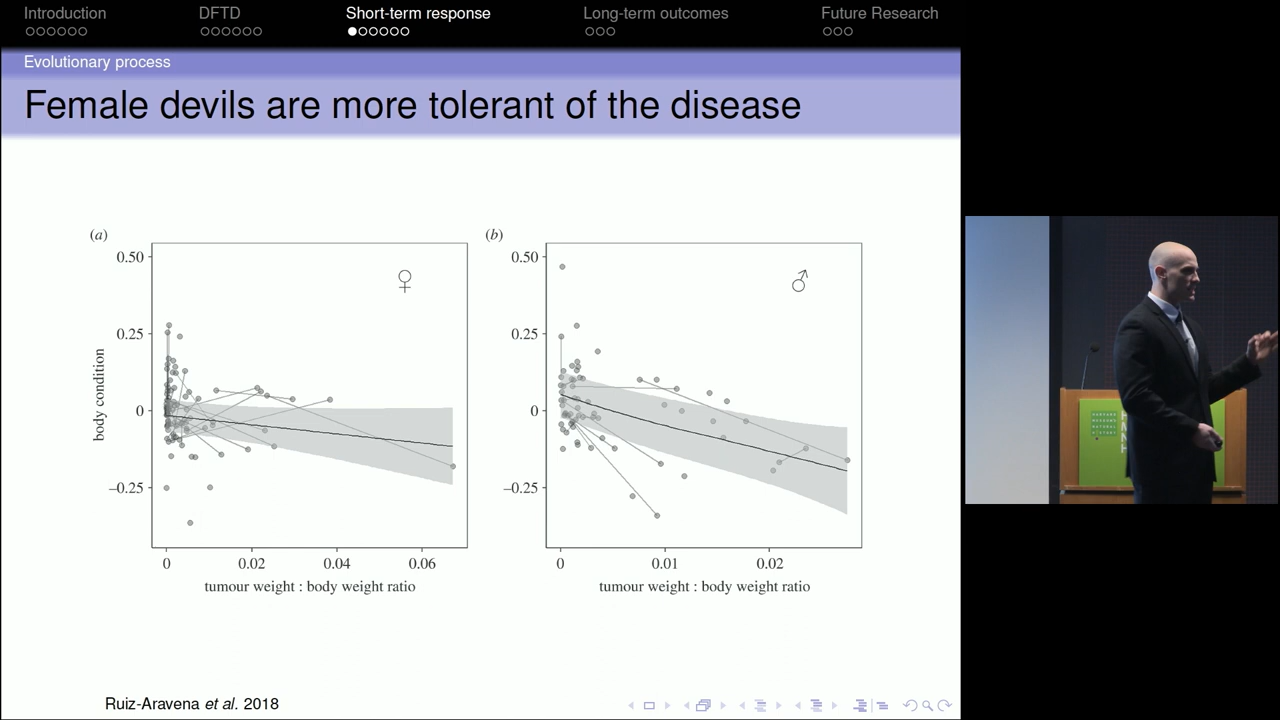 Introduction DFTD Short-term response Long-term outcomes Future Research
Evolutionary process
Female devils are more tolerant of the disease
(a) (b)
0.50 0.50
♀ ♂
0.25 0.25
body condition
0 0
–0.25 –0.25
0 0.02 0.04 0.06 0 0.01 0.02
tumour weight : body weight ratio tumour weight : body weight ratio
Ruiz-Aravena et al. 2018